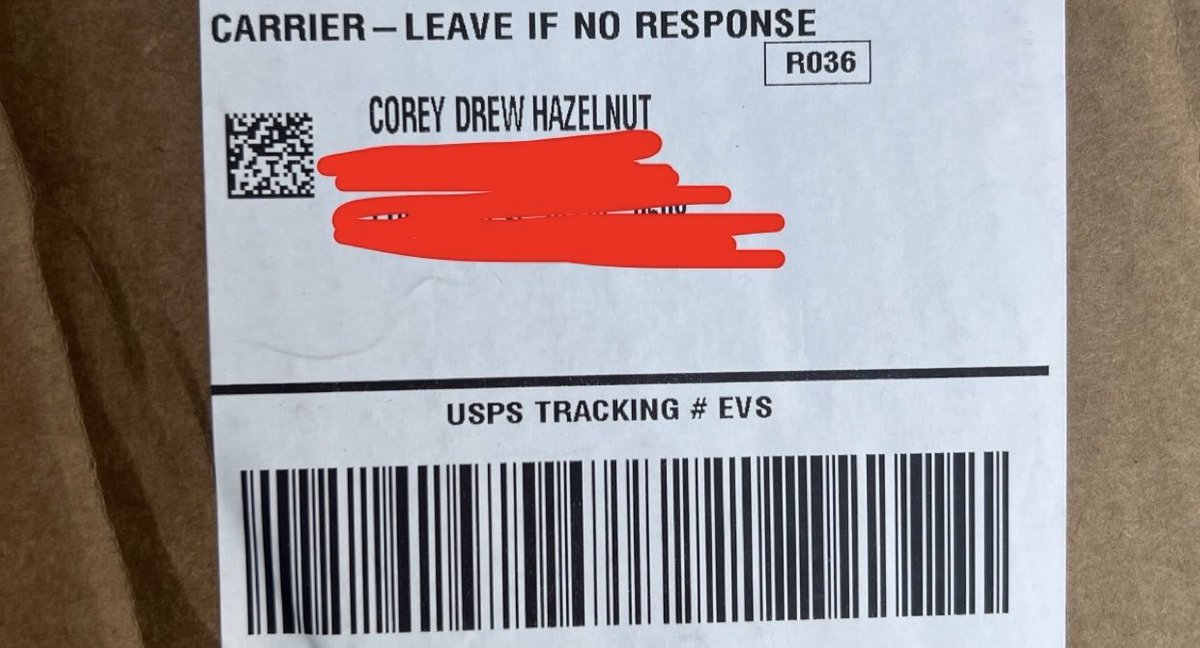 CARRIER – LEAVE IF NO RESPONSE
R036
COREY DREW HAZELNUT
USPS TRACKING # EVS